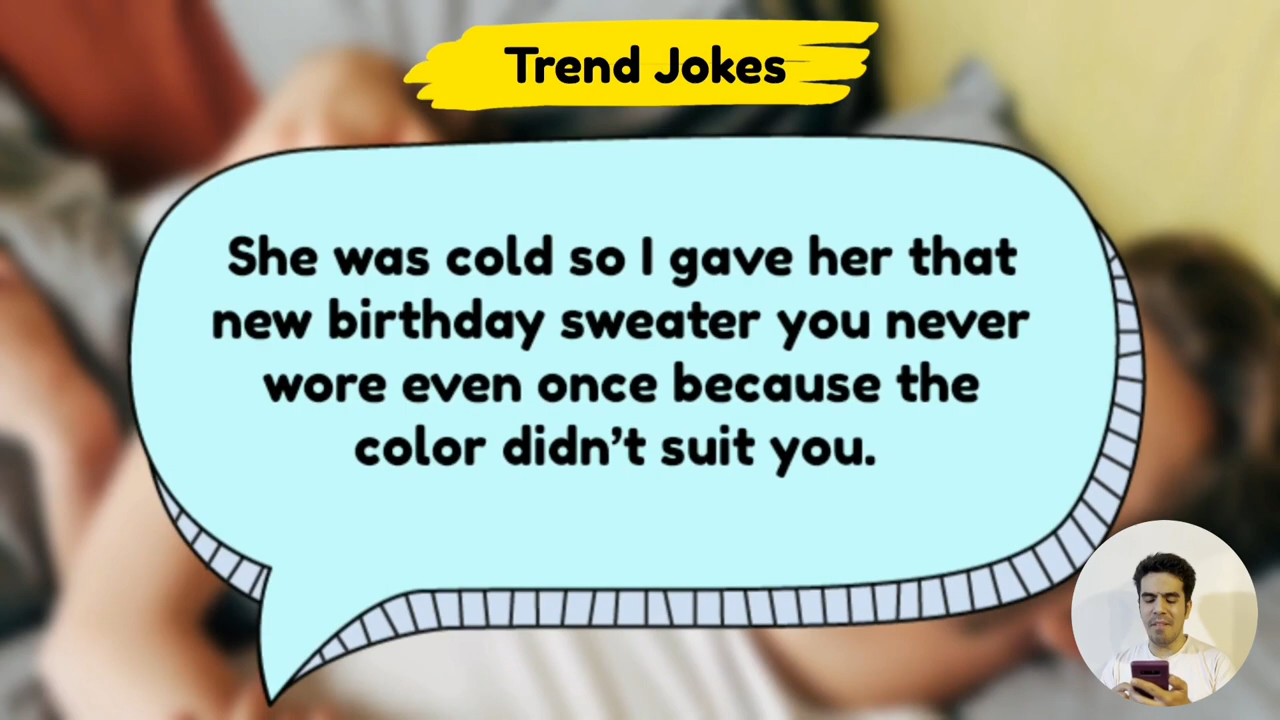 Trend Jokes
She was cold so I gave her that
new birthday sweater you never
wore even once because the
color didn't suit you.